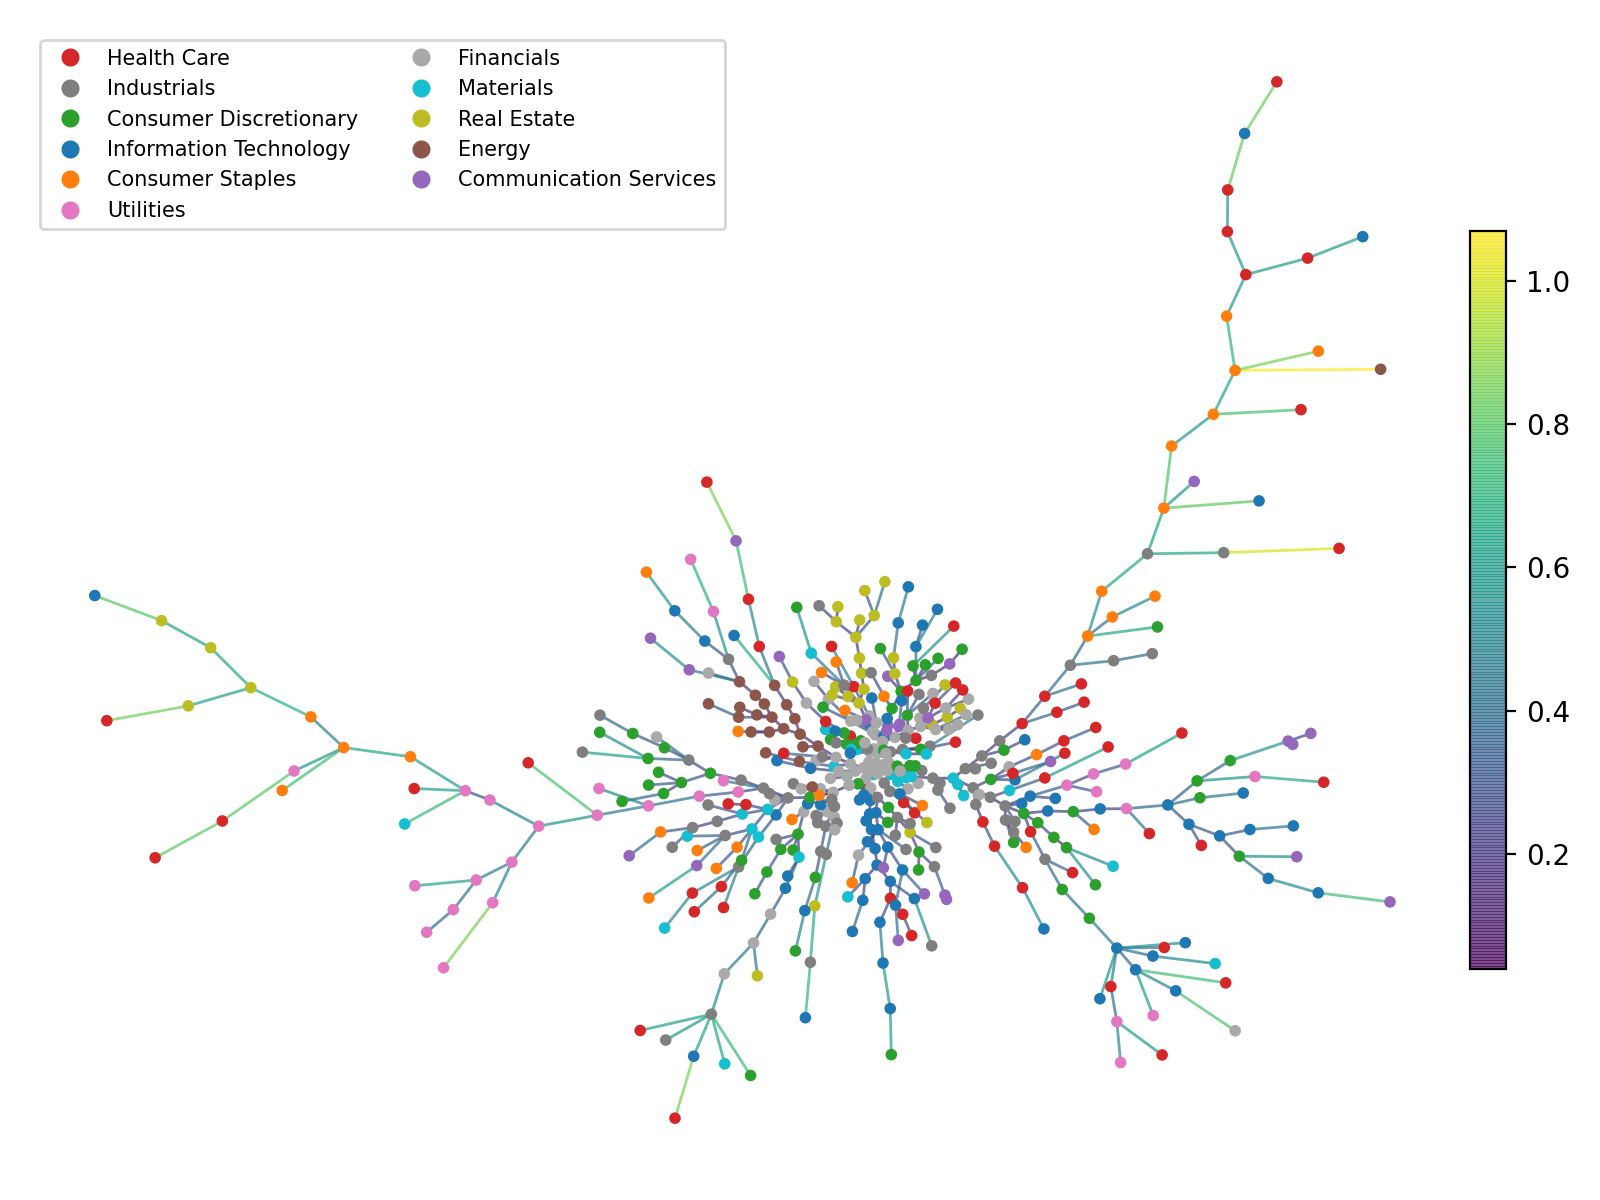 Health Care
Industrials
Consumer Discretionary
Information Technology
Consumer Staples
Utilities
Financials
Materials
Real Estate
Energy
Communication Services
1.0
0.8
0.6
0.4
0.2